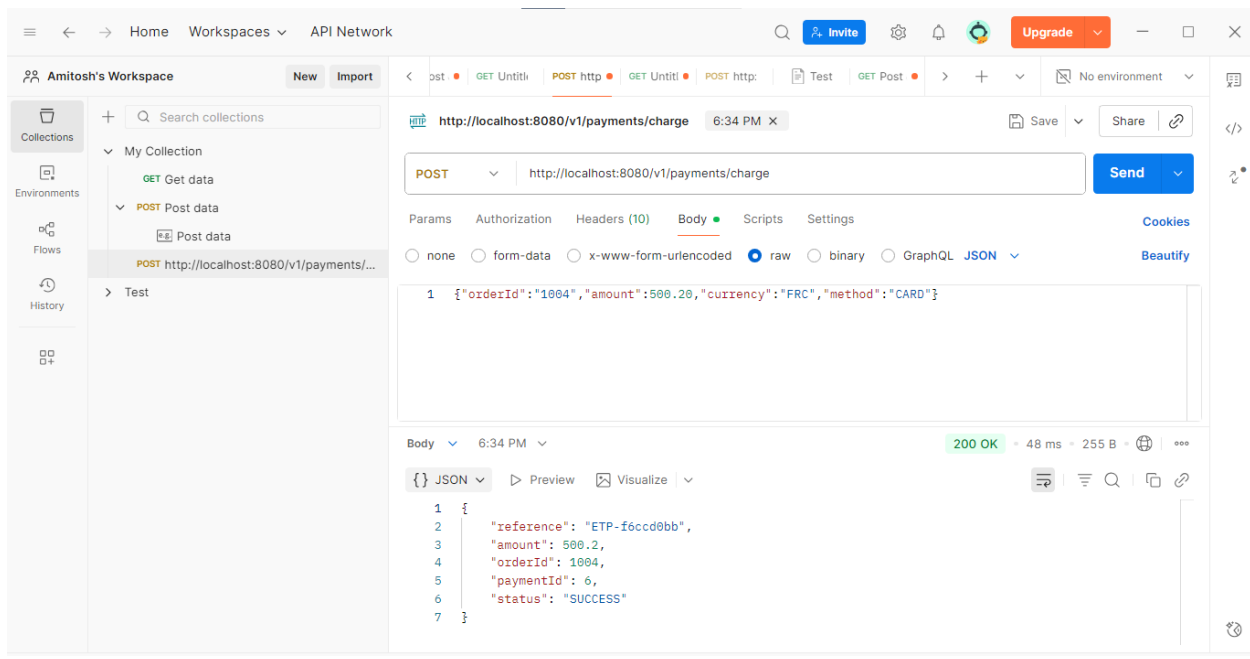 Home Workspaces API Network Invite Upgrade
Amitosh's Workspace New Import
ost GET Untitle POST http GET Untitl POST http: Test GET Post No environment
Collections
Environments
Flows
History
Search collections
My Collection
GET Get data
POST Post data
e.g. Post data
POST http://localhost:8080/v1/payments/...
Test
HTTP http://localhost:8080/v1/payments/charge 6:34 PM Save Share
POST http://localhost:8080/v1/payments/charge Send
Params Authorization Headers (10) Body Scripts Settings Cookies
none form-data x-www-form-urlencoded raw binary GraphQL JSON Beautify
1 {"orderId":"1004","amount":500.20,"currency":"FRC","method":"CARD"}
Body 6:34 PM 200 OK 48 ms 255 B
{} JSON Preview Visualize
1 {
2 "reference": "ETP-f6ccd0bb",
3 "amount": 500.2,
4 "orderId": 1004,
5 "paymentId": 6,
6 "status": "SUCCESS"
7 }